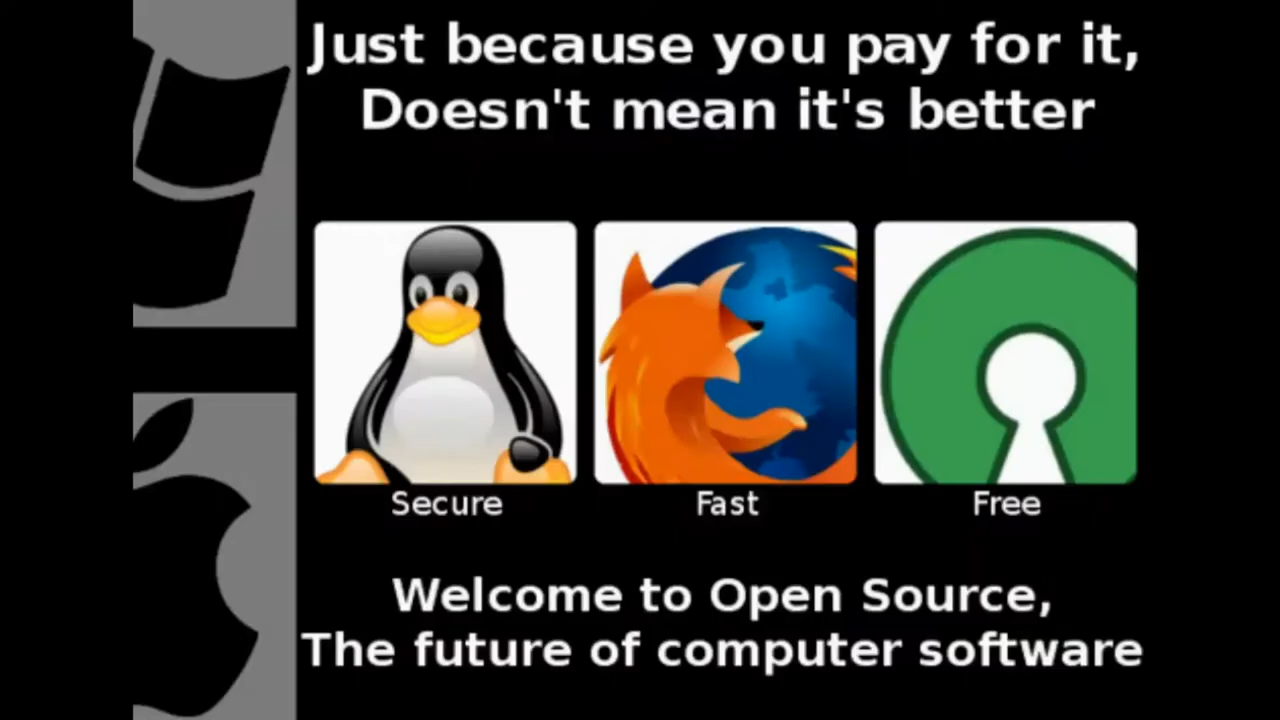 Just because you pay for it,
Doesn't mean it's better
Secure
Fast
Free
Welcome to Open Source,
The future of computer software